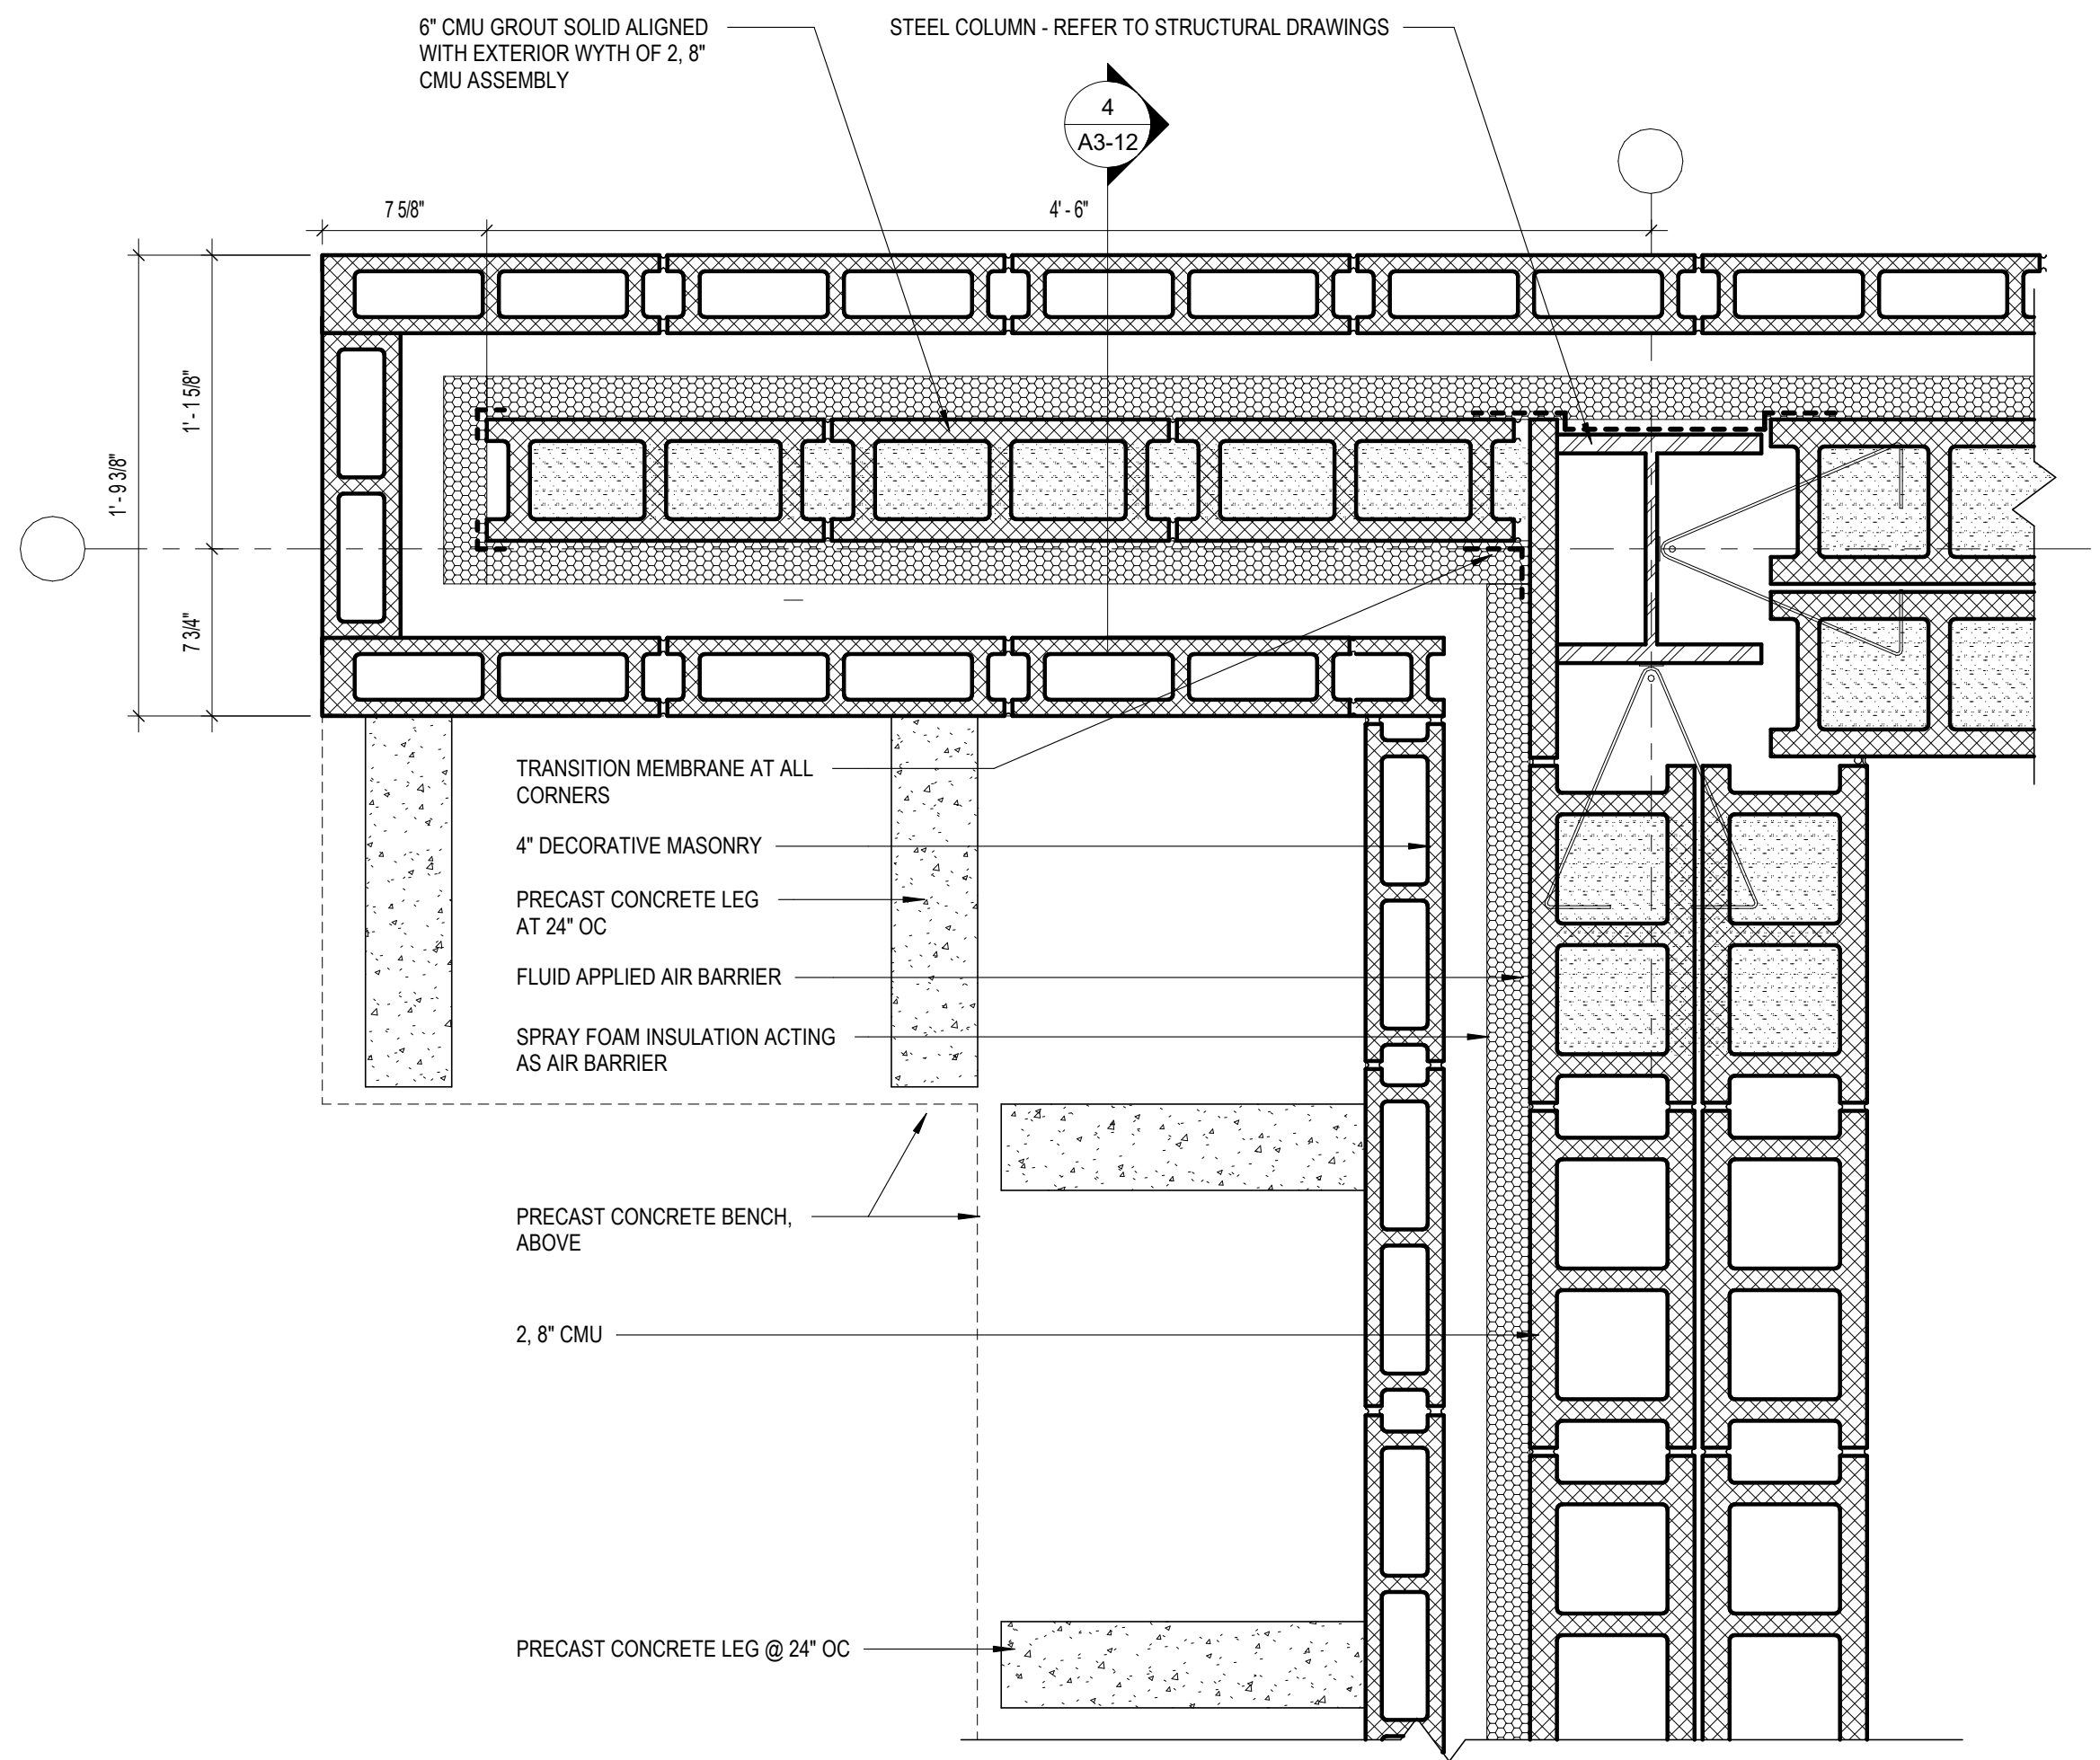 6" CMU GROUT SOLID ALIGNED
WITH EXTERIOR WYTH OF 2, 8"
CMU ASSEMBLY
STEEL COLUMN - REFER TO STRUCTURAL DRAWINGS
4
A3-12
7 5/8"
4' - 6"
1' - 1 5/8"
1' - 9 3/8"
7 3/4"
TRANSITION MEMBRANE AT ALL
CORNERS
4" DECORATIVE MASONRY
PRECAST CONCRETE LEG
AT 24" OC
FLUID APPLIED AIR BARRIER
SPRAY FOAM INSULATION ACTING
AS AIR BARRIER
PRECAST CONCRETE BENCH,
ABOVE
2, 8" CMU
PRECAST CONCRETE LEG @ 24" OC